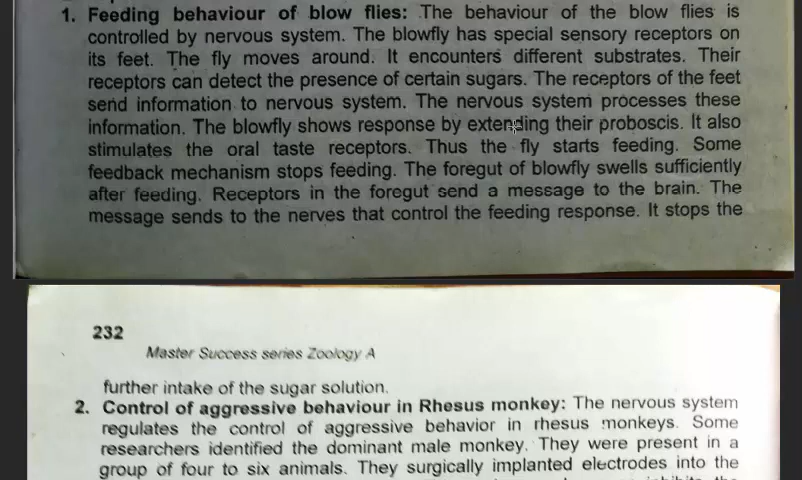 1. Feeding behaviour of blow flies: The behaviour of the blow flies is
controlled by nervous system. The blowfly has special sensory receptors on
its feet. The fly moves around. It encounters different substrates. Their
receptors can detect the presence of certain sugars. The receptors of the feet
send information to nervous system. The nervous system processes these
information. The blowfly shows response by extending their proboscis. It also
stimulates the oral taste receptors. Thus the fly starts feeding. Some
feedback mechanism stops feeding. The foregut of blowfly swells sufficiently
after feeding. Receptors in the foregut send a message to the brain. The
message sends to the nerves that control the feeding response. It stops the
232
Master Success series Zoology A
further intake of the sugar solution.
2. Control of aggressive behaviour in Rhesus monkey: The nervous system
regulates the control of aggressive behavior in rhesus monkeys. Some
researchers identified the dominant male monkey. They were present in a
group of four to six animals. They surgically implanted electrodes into the